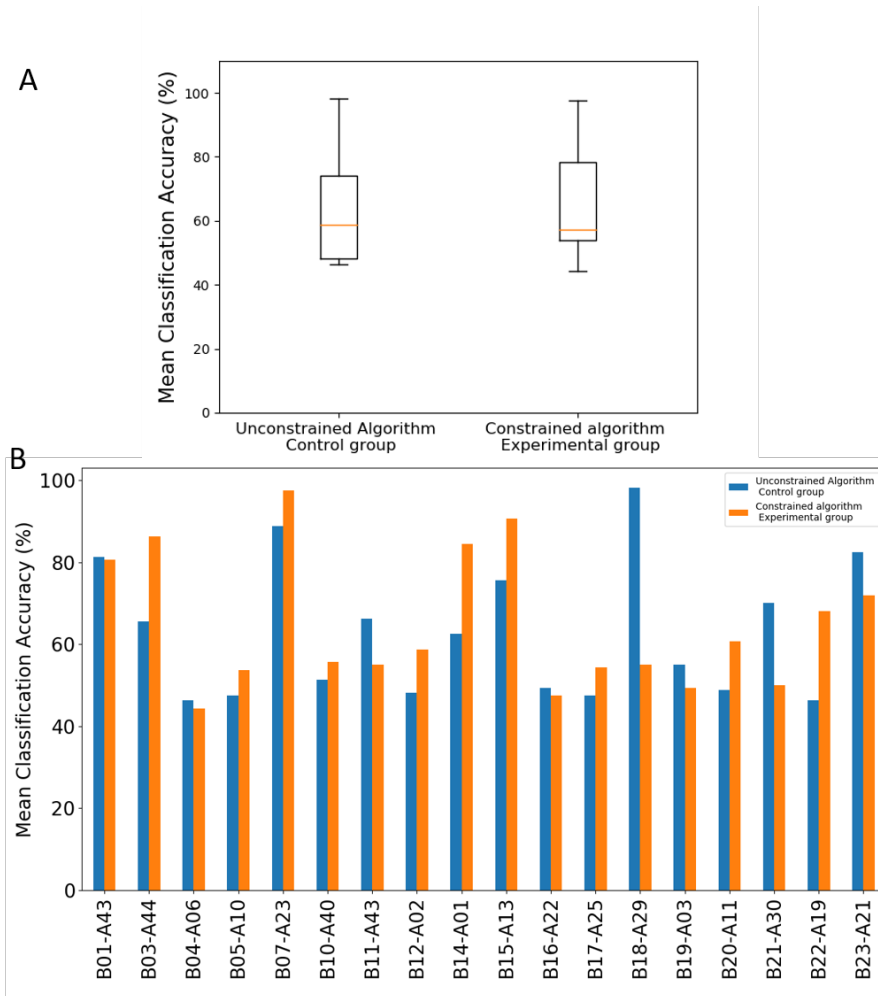 A
Mean Classification Accuracy (%)
100
80
60
40
20
0
Unconstrained Algorithm
Control group
Constrained algorithm
Experimental group
B
Mean Classification Accuracy (%)
100
80
60
40
20
0
Unconstrained Algorithm
Control group
Constrained algorithm
Experimental group
B01-A43
B03-A44
B04-A06
B05-A10
B07-A23
B10-A40
B11-A43
B12-A02
B14-A01
B15-A13
B16-A22
B17-A25
B18-A29
B19-A03
B20-A11
B21-A30
B22-A19
B23-A21